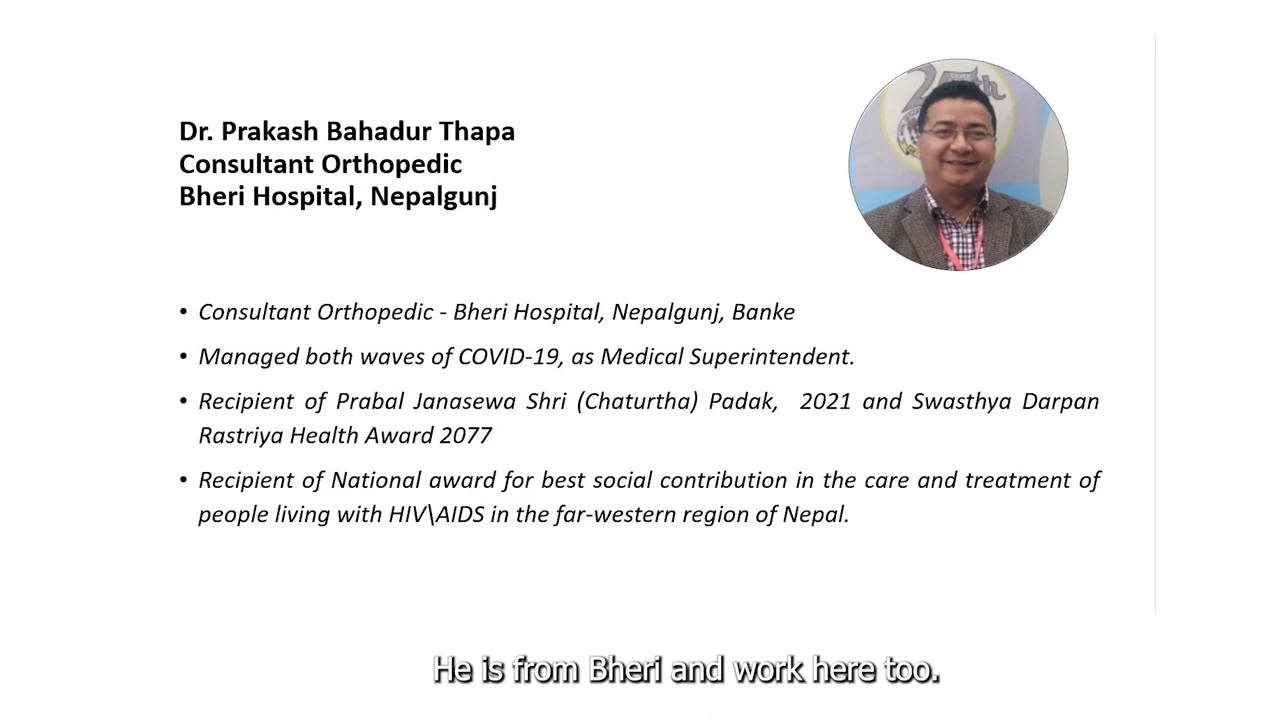 Dr. Prakash Bahadur Thapa
Consultant Orthopedic
Bheri Hospital, Nepalgunj
• Consultant Orthopedic - Bheri Hospital, Nepalgunj, Banke
• Managed both waves of COVID-19, as Medical Superintendent.
• Recipient of Prabal Janasewa Shri (Chaturtha) Padak, 2021 and Swasthya Darpan
Rastriya Health Award 2077
• Recipient of National award for best social contribution in the care and treatment of
people living with HIV\AIDS in the far-western region of Nepal.
He is from Bheri and work here too.